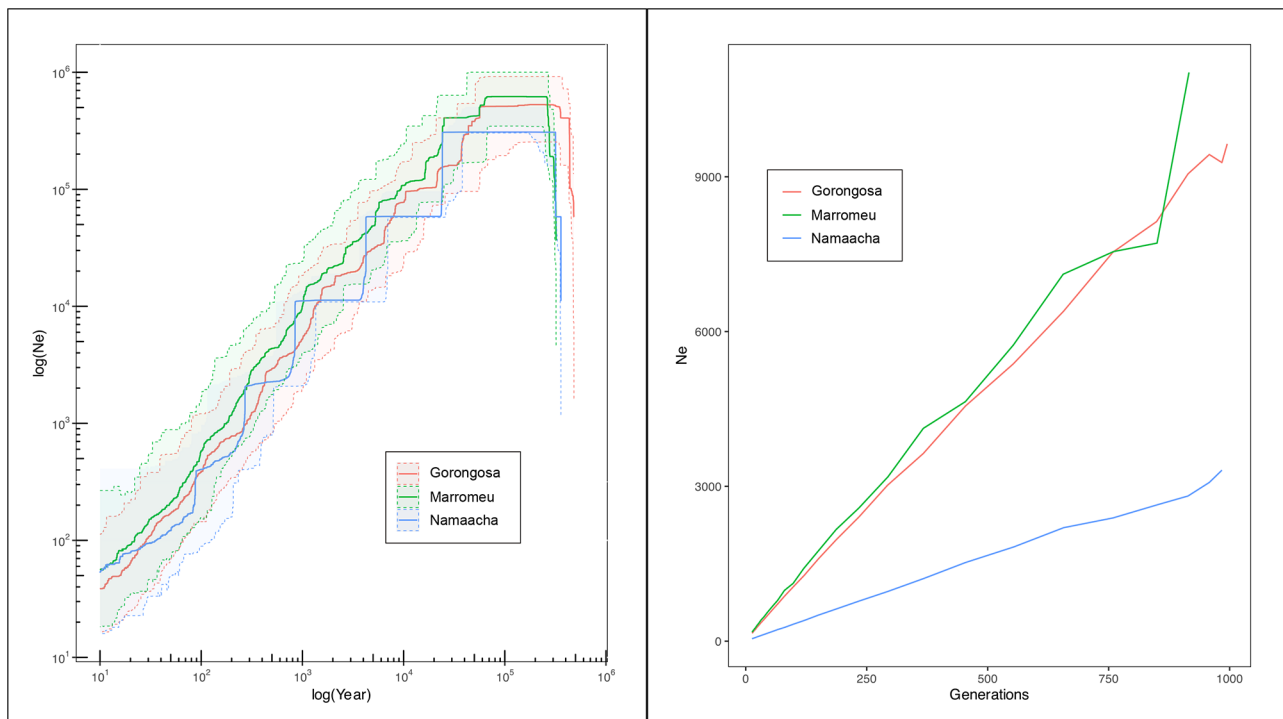 10⁶
10⁵
10⁴
10³
10²
10¹
log(Ne)
10¹ 10² 10³ 10⁴ 10⁵ 10⁶
log(Year)
Gorongosa
Marromeu
Namaacha
9000
6000
3000
0
Ne
0 250 500 750 1000
Generations
Gorongosa
Marromeu
Namaacha